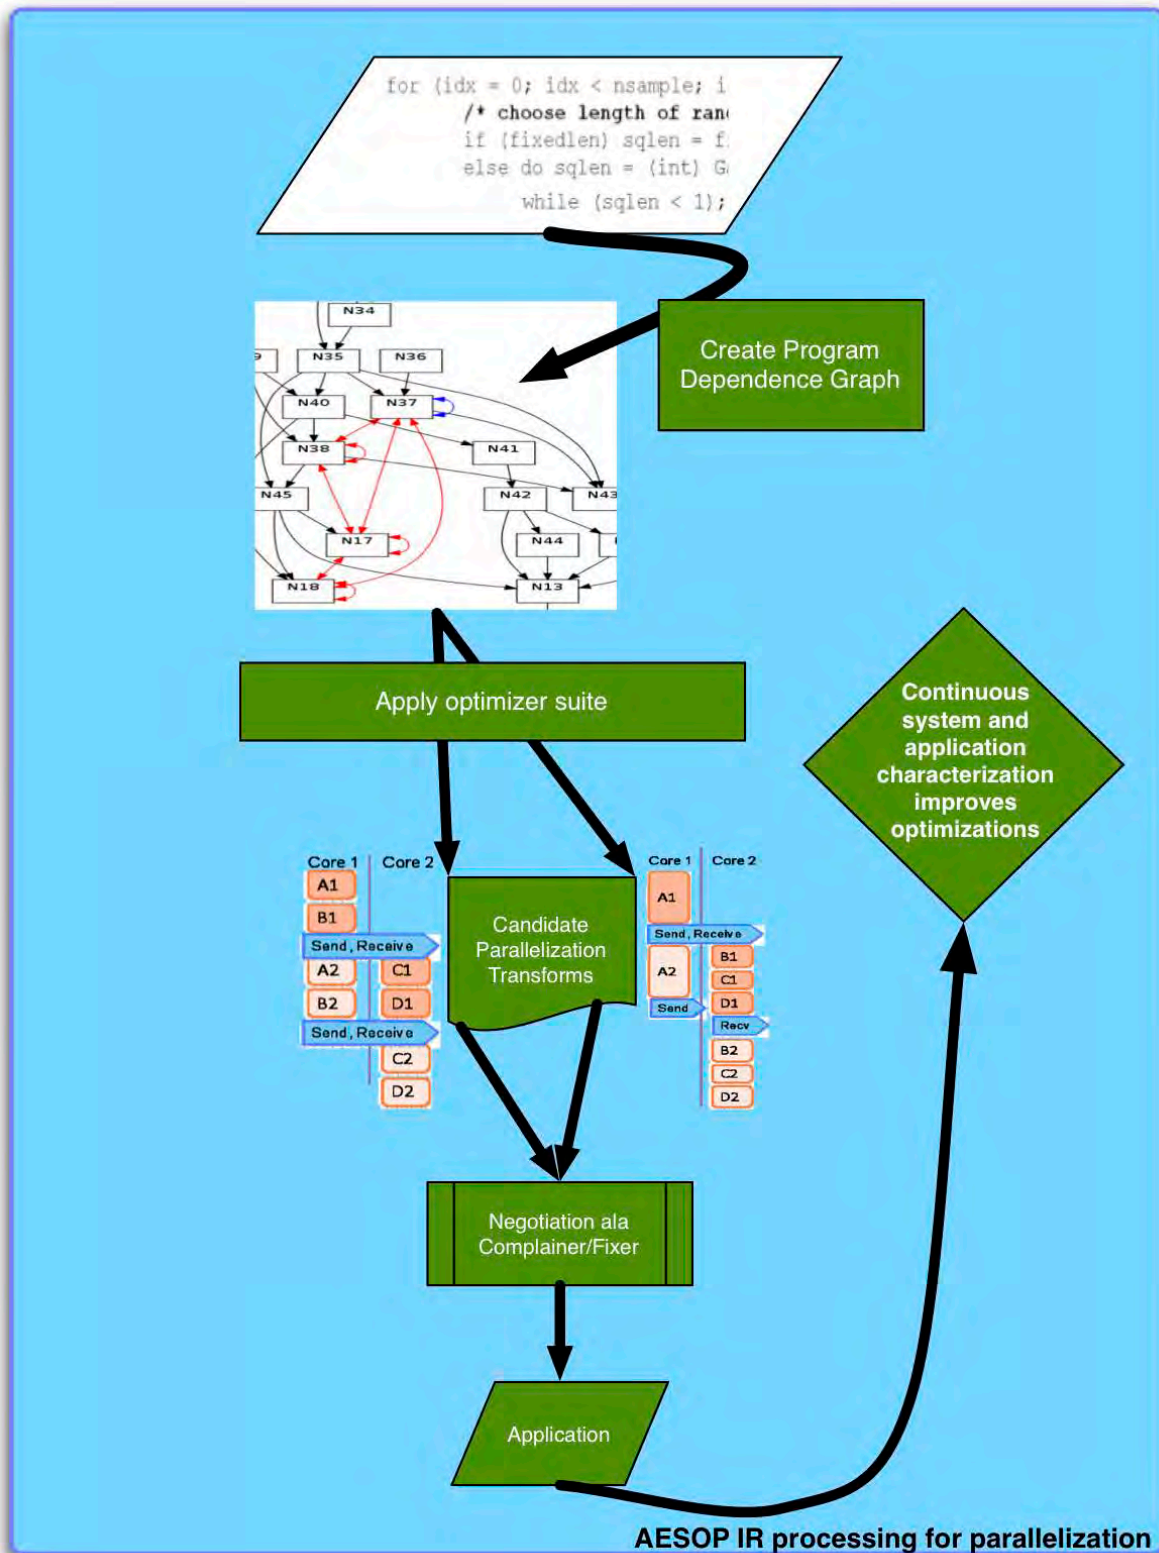 for (idx = 0; idx < nsample; i
/* choose length of rand
if (fixedlen) sqlen = f
else do sqlen = (int) G
while (sqlen < 1);
Create Program
Dependence Graph
N34
9 N35 N36
N40 N37
N38 N41
N45 N42 N43
N17 N44
N18 N13
Apply optimizer suite
Continuous
system and
application
characterization
improves
optimizations
Core 1 Core 2
A1
B1
Send, Receive
A2 C1
B2 D1
Send, Receive
C2
D2
Candidate
Parallelization
Transforms
Core 1 Core 2
A1
Send, Receive
A2
B1
C1
D1
Send
Recv
B2
C2
D2
Negotiation ala
Complainer/Fixer
Application
AESOP IR processing for parallelization